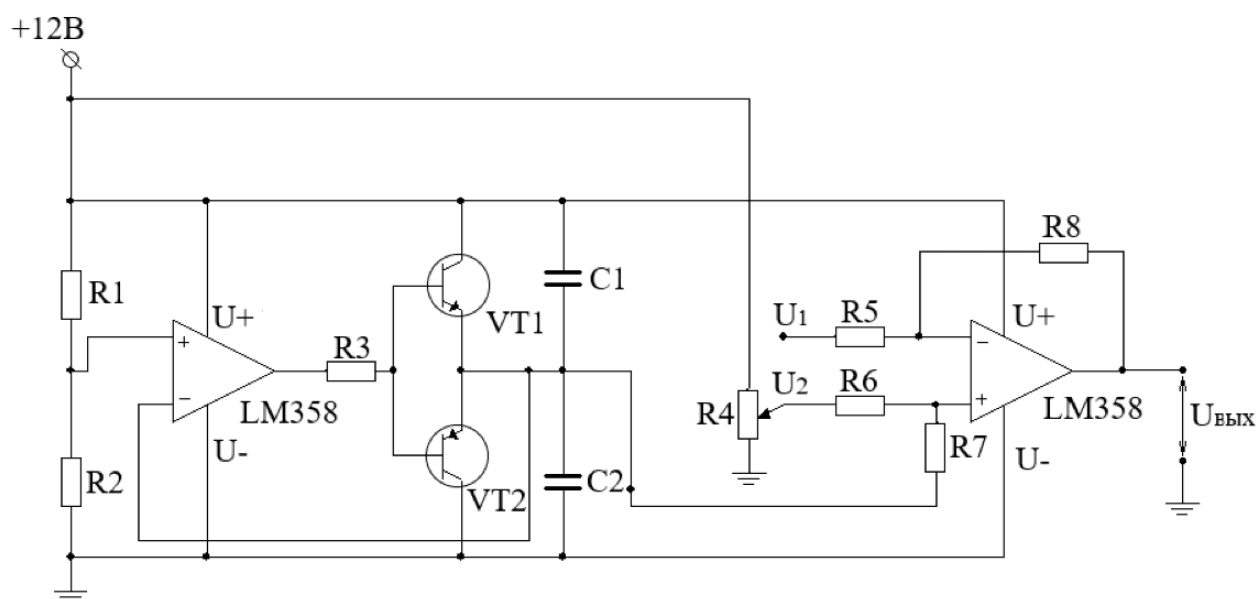 +12В
R1
R2
U+
+
−
LM358
U-
R3
VT1
VT2
C1
C2
R4
U1
U2
R5
R6
R7
R8
−
+
U+
LM358
U-
Uвых